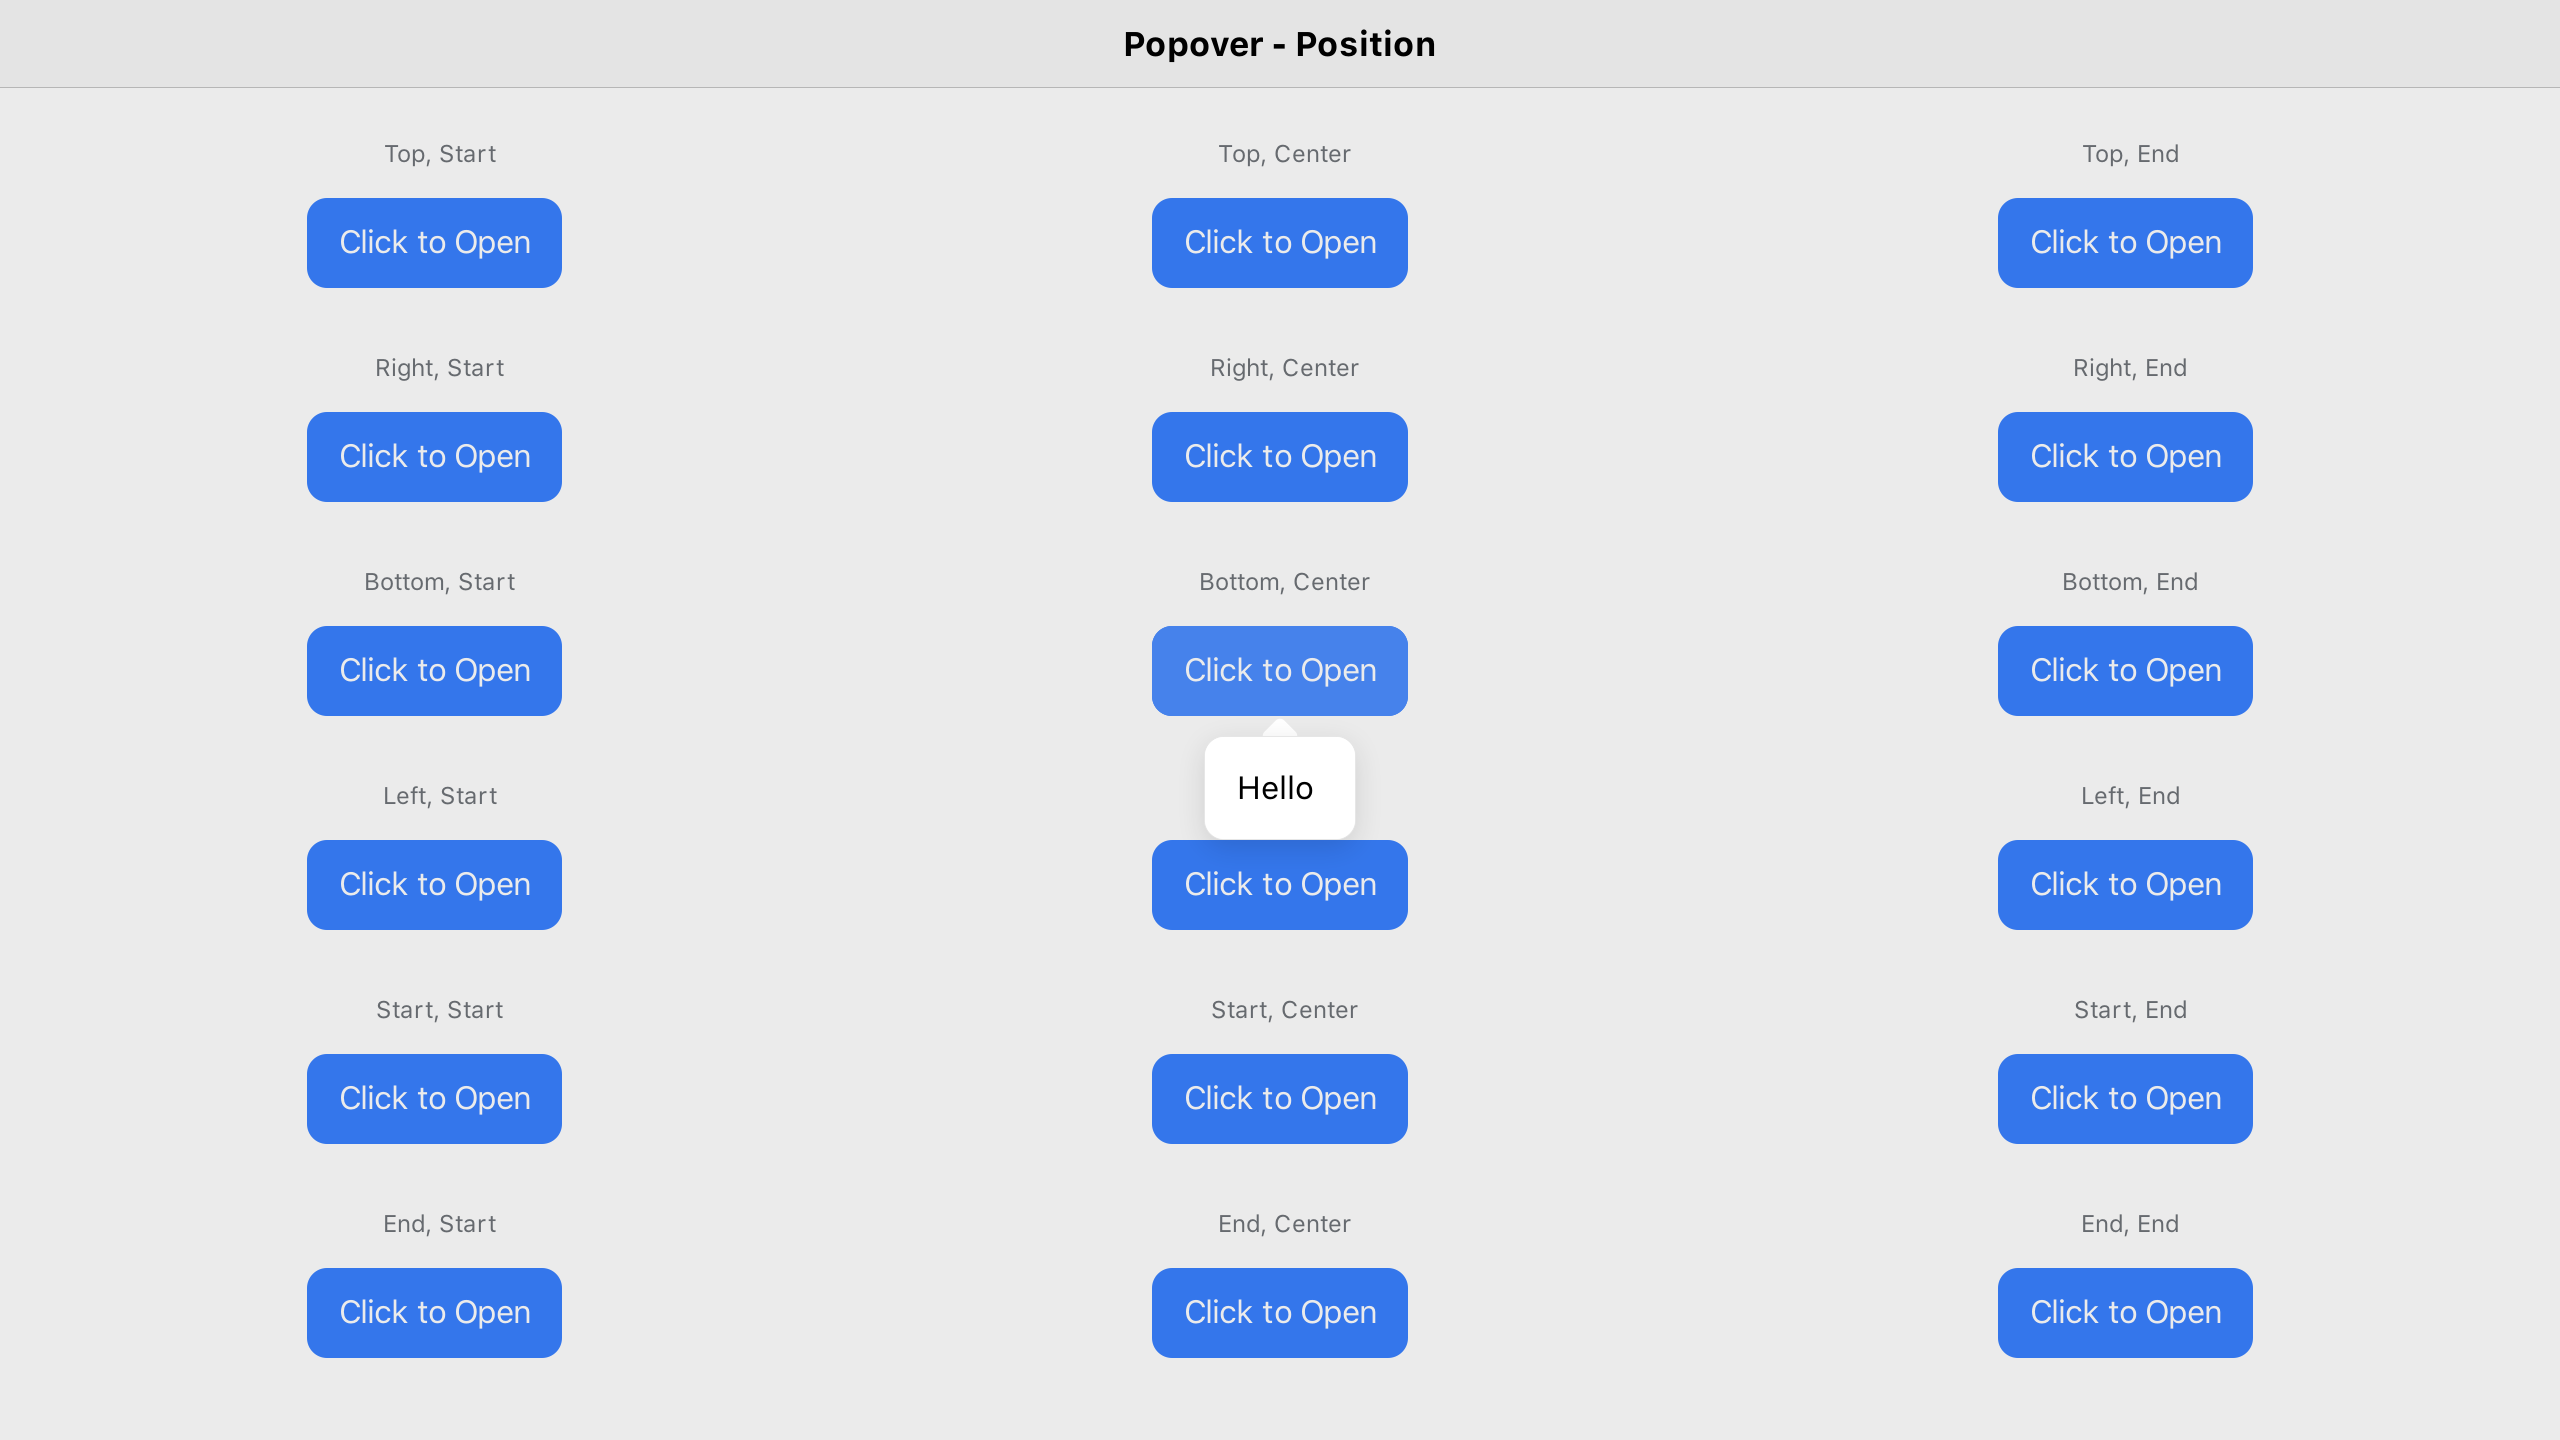 Popover - Position
Top, Start
Top, Center
Top, End
Click to Open
Click to Open
Click to Open
Right, Start
Right, Center
Right, End
Click to Open
Click to Open
Click to Open
Bottom, Start
Bottom, Center
Bottom, End
Click to Open
Click to Open
Click to Open
Hello
Left, Start
Left, End
Click to Open
Click to Open
Click to Open
Start, Start
Start, Center
Start, End
Click to Open
Click to Open
Click to Open
End, Start
End, Center
End, End
Click to Open
Click to Open
Click to Open